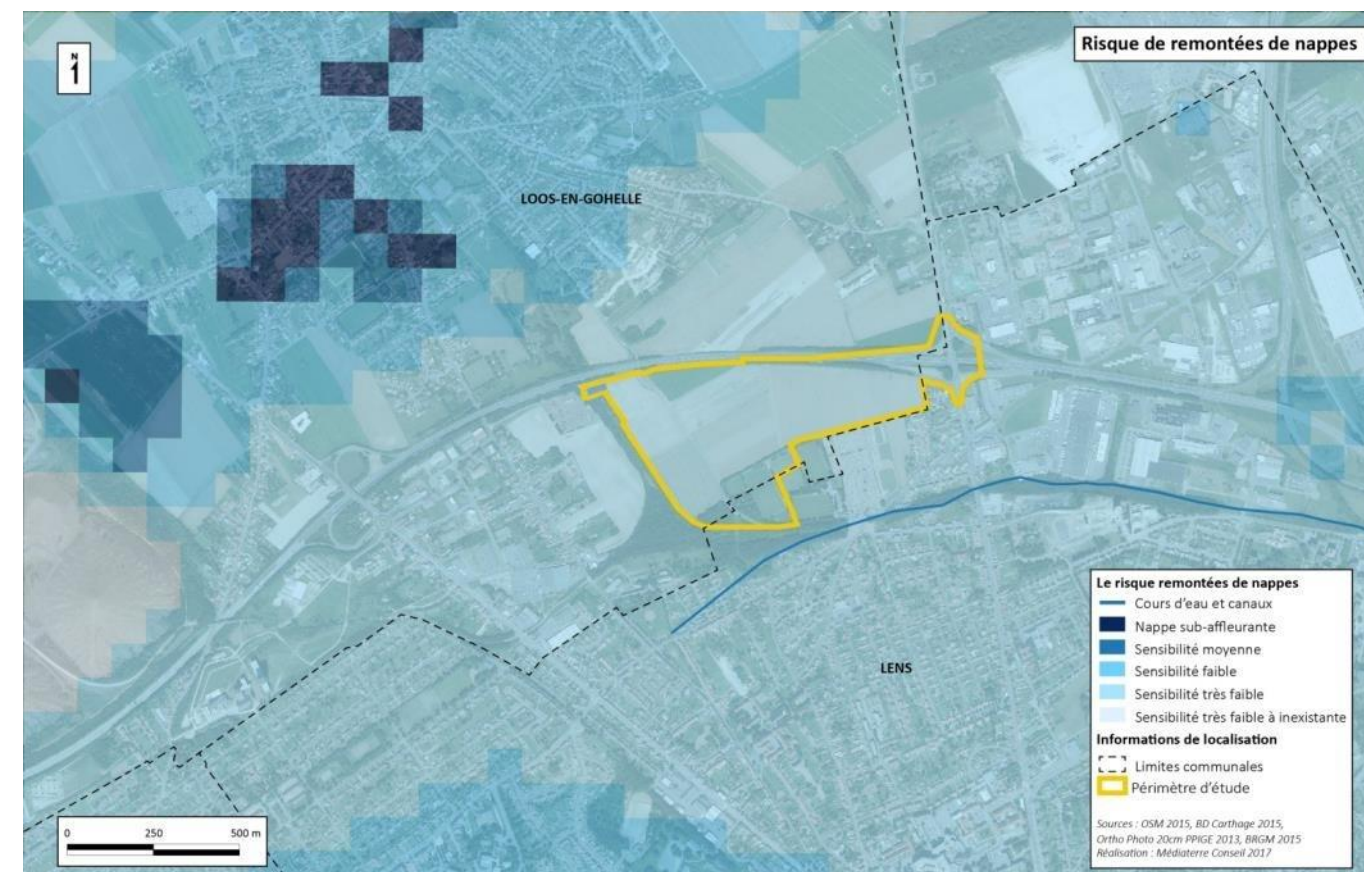 Risque de remontées de nappes
N
1
LOOS-EN-GOHELLE
LENS
Le risque remontées de nappes
Cours d'eau et canaux
Nappe sub-affleurante
Sensibilité moyenne
Sensibilité faible
Sensibilité très faible
Sensibilité très faible à inexistante
Informations de localisation
Limites communales
Périmètre d'étude
Sources : OSM 2015, BD Carthage 2015,
Ortho Photo 20cm PPIGE 2013, BRGM 2015
Réalisation : Médiaterre Conseil 2017
0 250 500 m